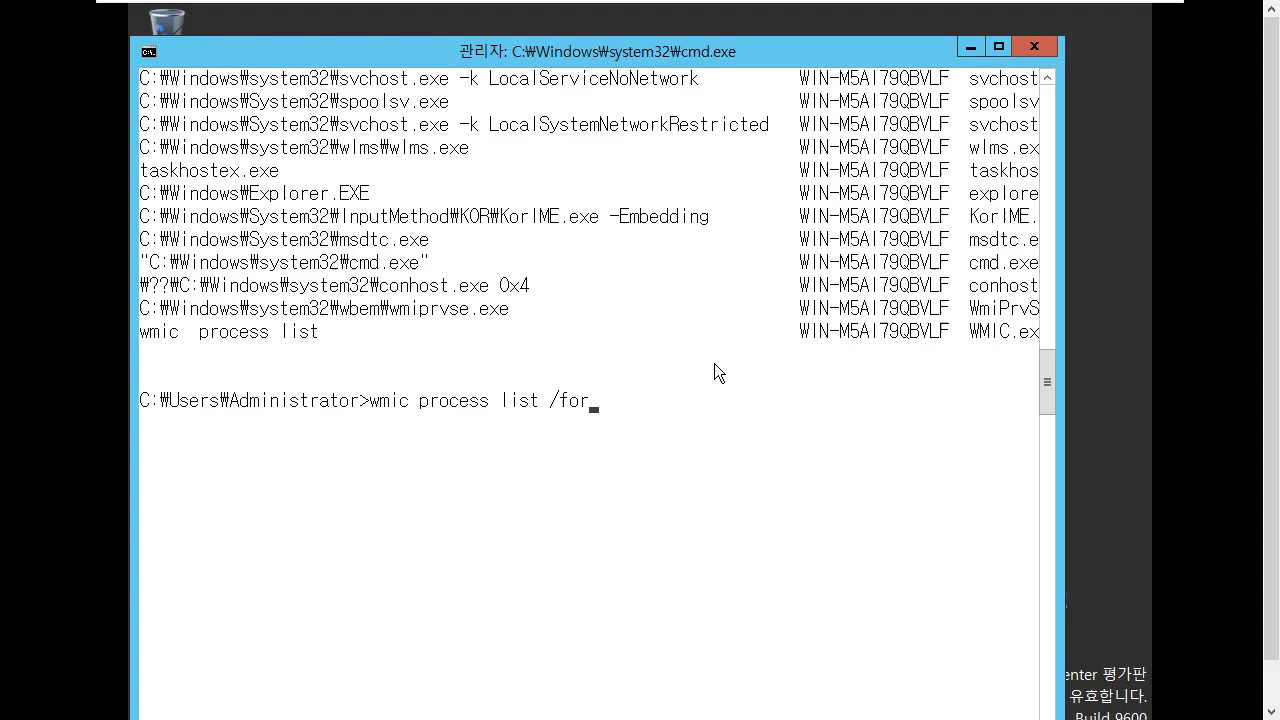 관리자: C:₩Windows₩system32₩cmd.exe
C:₩Windows₩system32₩svchost.exe -k LocalServiceNoNetwork WIN-M5AI79QBVLF svchost
C:₩Windows₩System32₩spoolsv.exe WIN-M5AI79QBVLF spoolsv
C:₩Windows₩System32₩svchost.exe -k LocalSystemNetworkRestricted WIN-M5AI79QBVLF svchost
C:₩Windows₩system32₩wlms₩wlms.exe WIN-M5AI79QBVLF wlms.ex
taskhostex.exe WIN-M5AI79QBVLF taskhos
C:₩Windows₩Explorer.EXE WIN-M5AI79QBVLF explore
C:₩Windows₩System32₩InputMethod₩KOR₩KorIME.exe -Embedding WIN-M5AI79QBVLF KorIME.
C:₩Windows₩System32₩msdtc.exe WIN-M5AI79QBVLF msdtc.e
"C:₩Windows₩system32₩cmd.exe" WIN-M5AI79QBVLF cmd.exe
₩??₩C:₩Windows₩system32₩conhost.exe 0x4 WIN-M5AI79QBVLF conhost
C:₩Windows₩system32₩wbem₩wmiprvse.exe WIN-M5AI79QBVLF WmiPrvS
wmic  process list WIN-M5AI79QBVLF WMIC.ex
C:₩Users₩Administrator>wmic process list /for
enter 평가판
유효합니다.
Build 9600